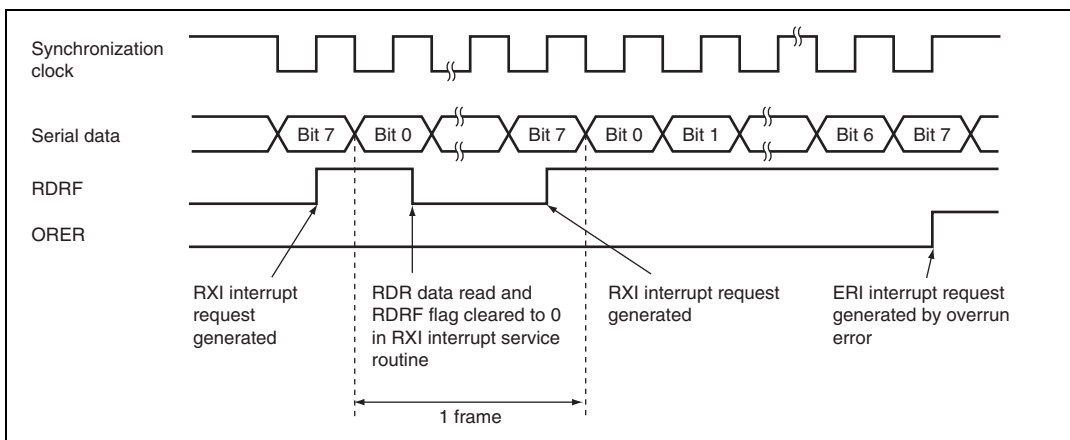 Synchronization
clock
Serial data
Bit 7
Bit 0
Bit 7
Bit 0
Bit 1
Bit 6
Bit 7
RDRF
ORER
RXI interrupt
request
generated
RDR data read and
RDRF flag cleared to 0
in RXI interrupt service
routine
RXI interrupt request
generated
ERI interrupt request
generated by overrun
error
1 frame